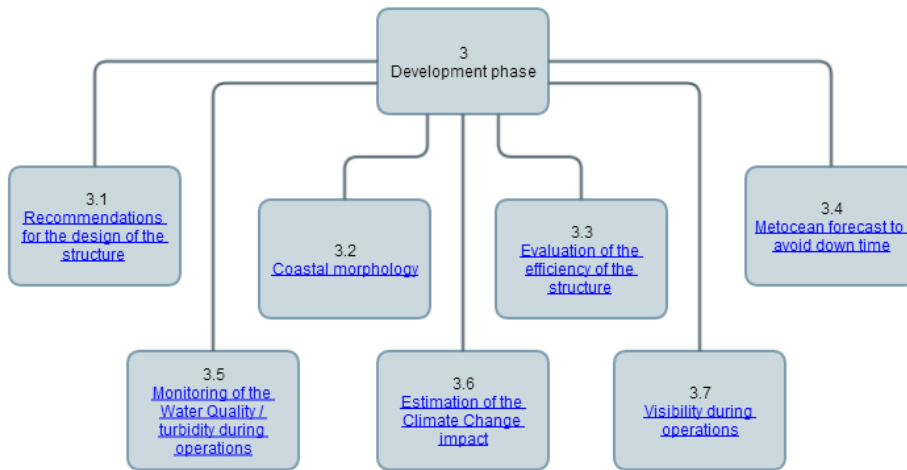 3
Development phase
3.1
Recommendations
for the design of the
structure
3.2
Coastal morphology
3.3
Evaluation of the
efficiency of the
structure
3.4
Metocean forecast to
avoid down time
3.5
Monitoring of the
Water Quality /
turbidity during
operations
3.6
Estimation of the
Climate Change
impact
3.7
Visibility during
operations